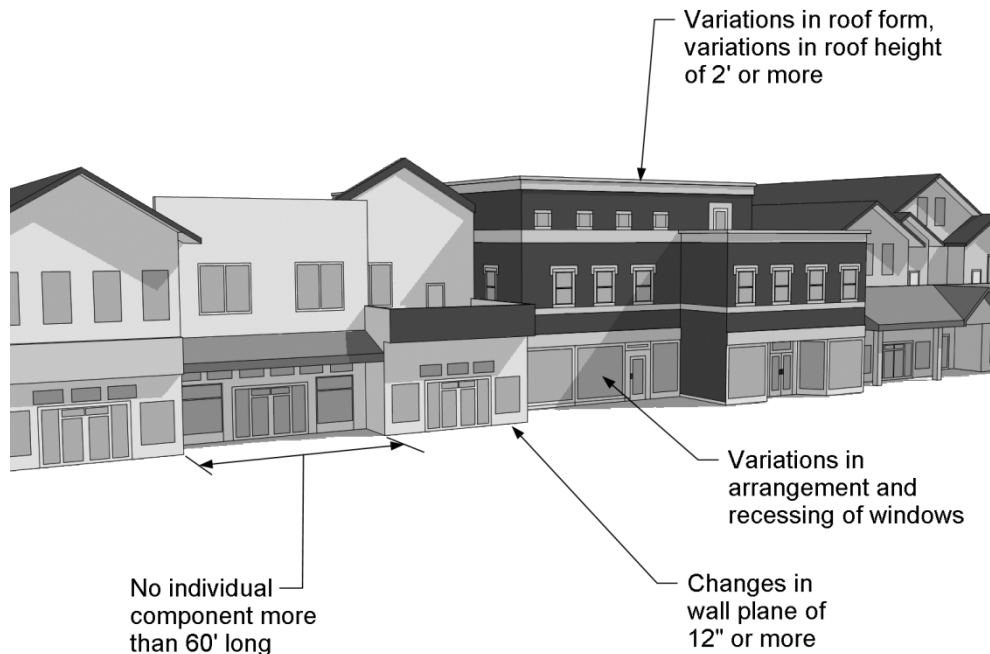 Variations in roof form,
variations in roof height
of 2' or more
Variations in
arrangement and
recessing of windows
No individual
component more
than 60' long
Changes in
wall plane of
12" or more